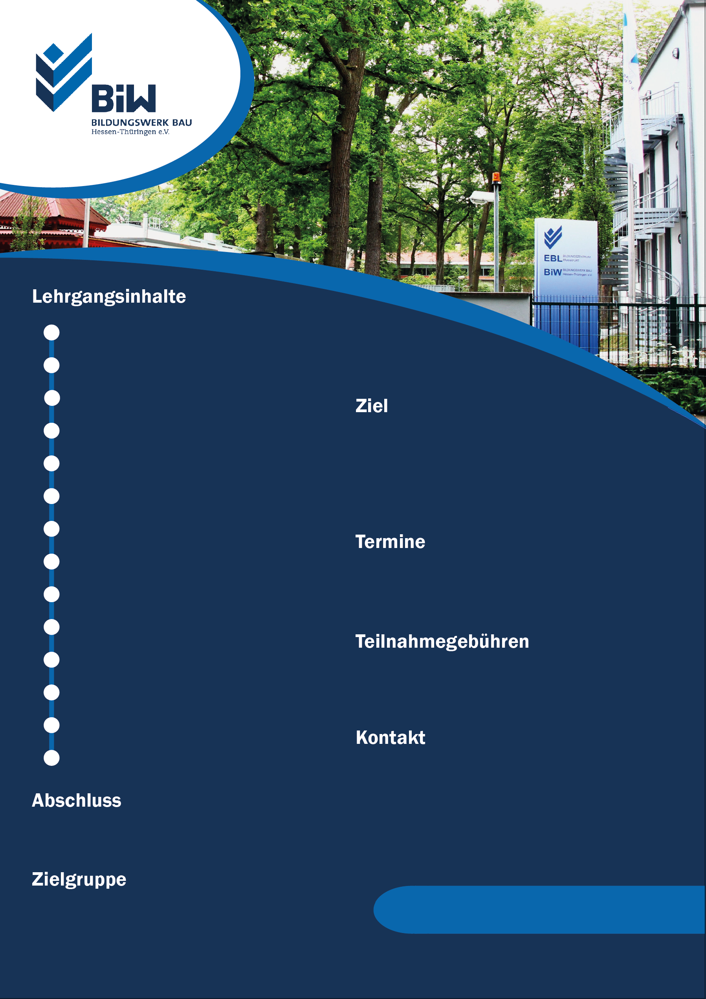 BiW
BILDUNGSWERK BAU
Hessen-Thüringen e.V.
EBL BILDUNGSZENTRUM
FRANKFURT
BiW BILDUNGSWERK BAU
Hessen-Thüringen e.V.
Lehrgangsinhalte
Ziel
Termine
Teilnahmegebühren
Kontakt
Abschluss
Zielgruppe